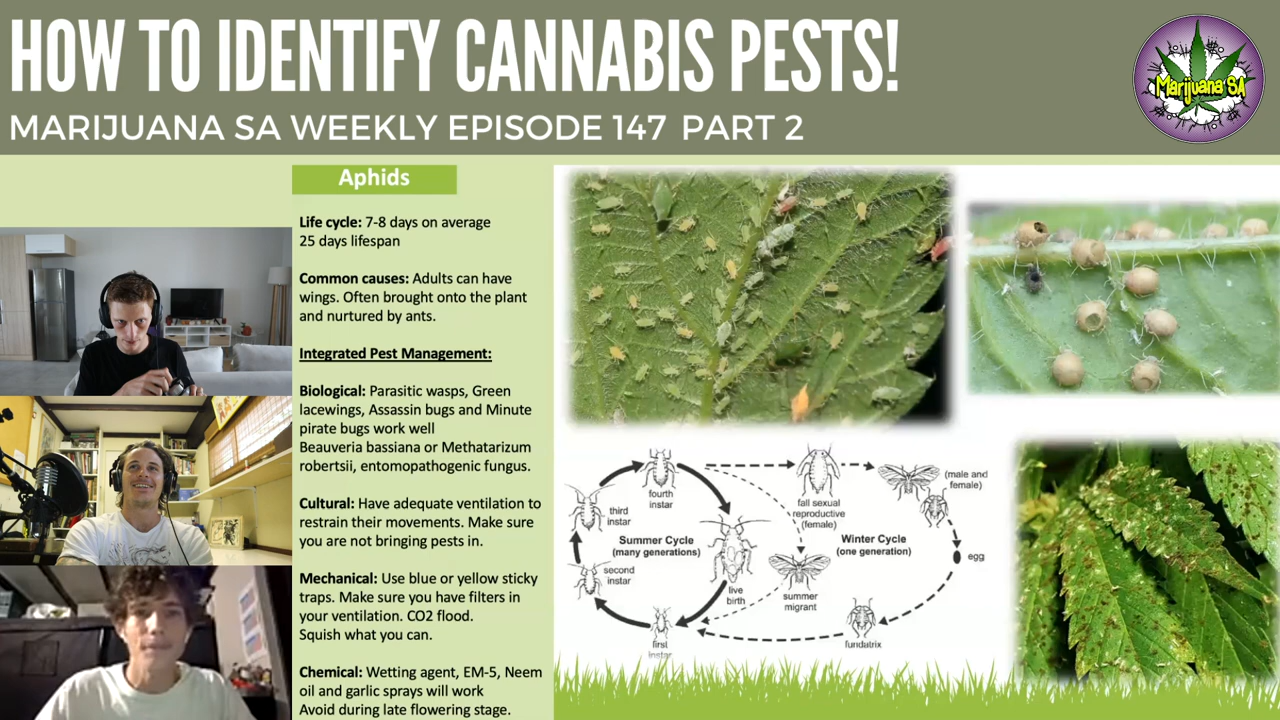 HOW TO IDENTIFY CANNABIS PESTS!
MARIJUANA SA WEEKLY EPISODE 147 PART 2
Marijuana SA
Aphids
Life cycle: 7-8 days on average
25 days lifespan
Common causes: Adults can have
wings. Often brought onto the plant
and nurtured by ants.
Integrated Pest Management:
Biological: Parasitic wasps, Green
lacewings, Assassin bugs and Minute
pirate bugs work well
Beauveria bassiana or Methatarizum
robertsii, entomopathogenic fungus.
Cultural: Have adequate ventilation to
restrain their movements. Make sure
you are not bringing pests in.
Mechanical: Use blue or yellow sticky
traps. Make sure you have filters in
your ventilation. CO2 flood.
Squish what you can.
Chemical: Wetting agent, EM-5, Neem
oil and garlic sprays will work
Avoid during late flowering stage.
fourth
instar
third
instar
second
instar
first
instar
Summer Cycle
(many generations)
live
birth
fall sexual
reproductive
(female)
(male and
female)
Winter Cycle
(one generation)
egg
summer
migrant
fundatrix